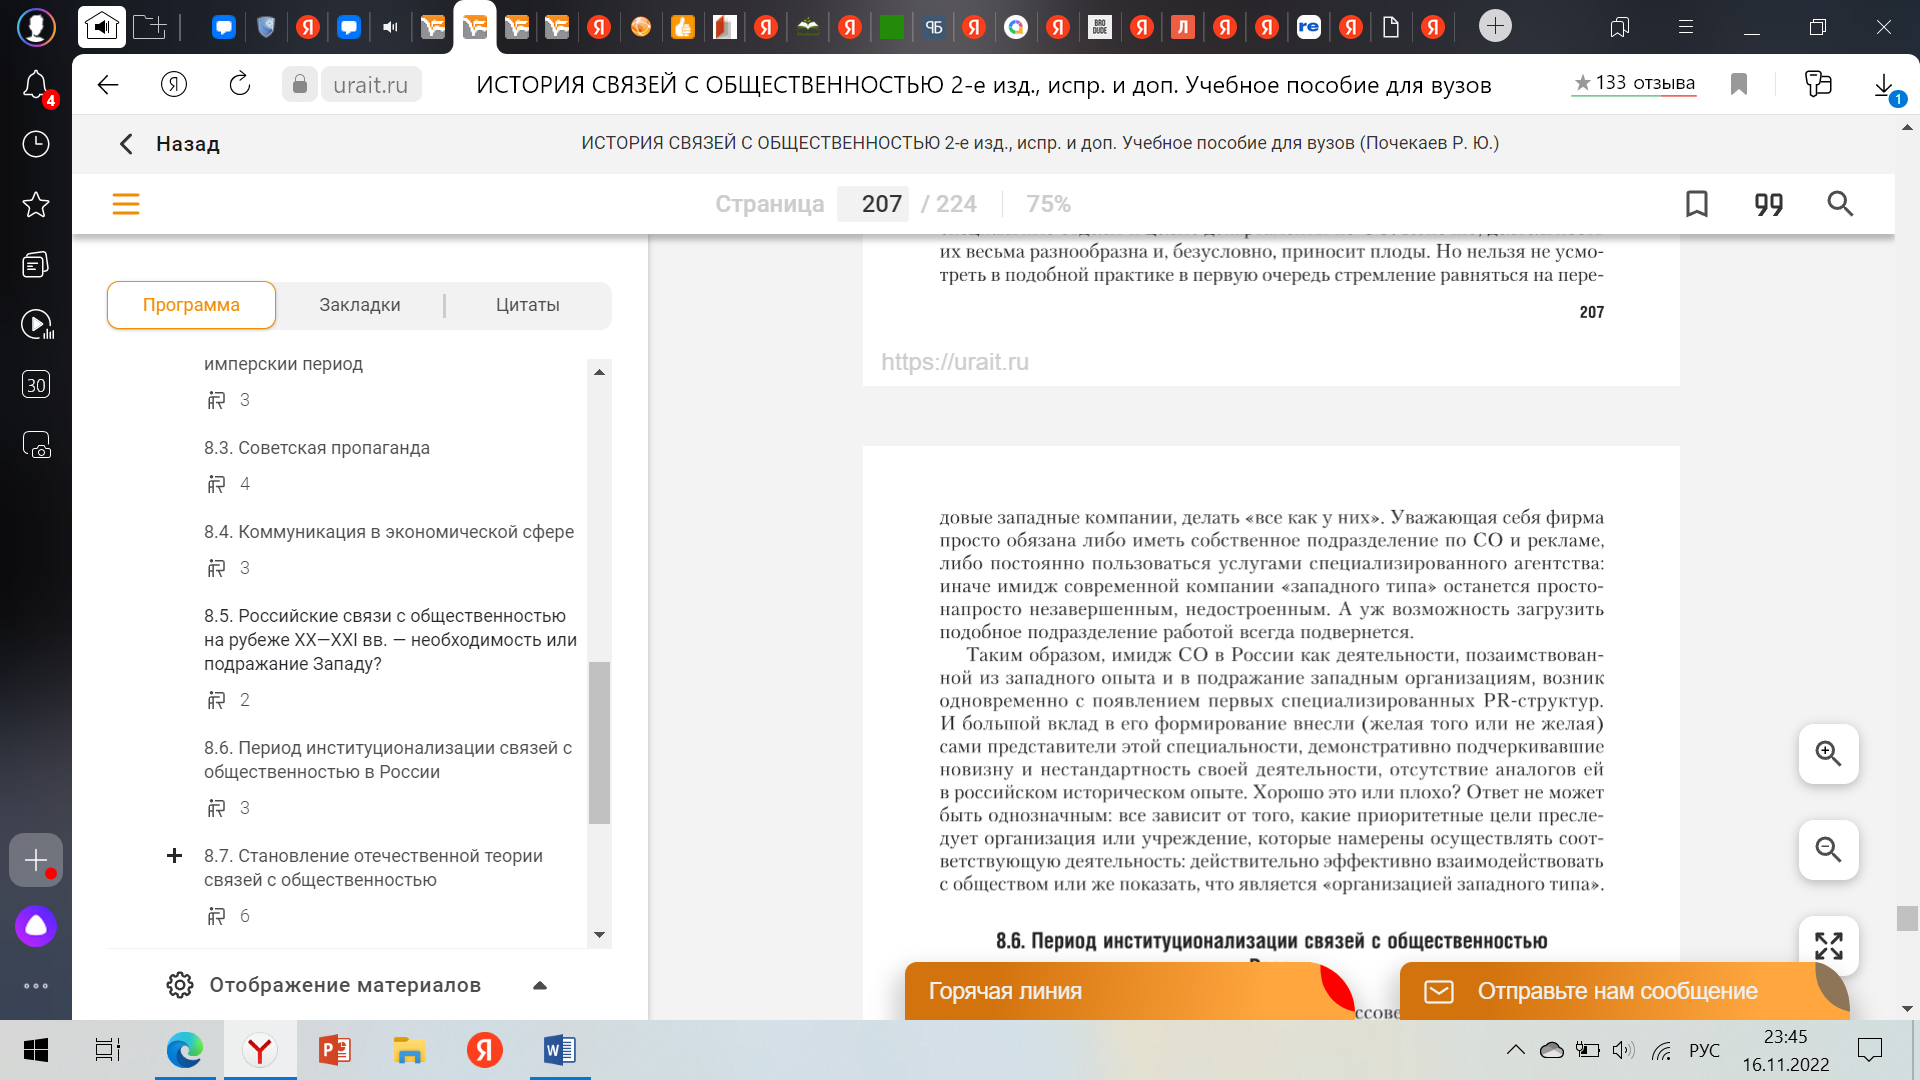 urait.ru
ИСТОРИЯ СВЯЗЕЙ С ОБЩЕСТВЕННОСТЬЮ 2-е изд., испр. и доп. Учебное пособие для вузов
★ 133 отзыва
4
1
30
Назад
ИСТОРИЯ СВЯЗЕЙ С ОБЩЕСТВЕННОСТЬЮ 2-е изд., испр. и доп. Учебное пособие для вузов (Почекаев Р. Ю.)
Страница 207 / 224 75%
Программа
Закладки
Цитаты
имперский период
3
8.3. Советская пропаганда
4
8.4. Коммуникация в экономической сфере
3
8.5. Российские связи с общественностью
на рубеже XX—XXI вв. — необходимость или
подражание Западу?
2
8.6. Период институционализации связей с
общественностью в России
3
8.7. Становление отечественной теории
связей с общественностью
6
Отображение материалов
их весьма разнообразна и, безусловно, приносит плоды. Но нельзя не усмо-
треть в подобной практике в первую очередь стремление равняться на пере-
207
https://urait.ru
довые западные компании, делать «все как у них». Уважающая себя фирма
просто обязана либо иметь собственное подразделение по СО и рекламе,
либо постоянно пользоваться услугами специализированного агентства:
иначе имидж современной компании «западного типа» останется просто-
напросто незавершенным, недостроенным. А уж возможность загрузить
подобное подразделение работой всегда подвернется.
Таким образом, имидж СО в России как деятельности, позаимствован-
ной из западного опыта и в подражание западным организациям, возник
одновременно с появлением первых специализированных PR-структур.
И большой вклад в его формирование внесли (желая того или не желая)
сами представители этой специальности, демонстративно подчеркивавшие
новизну и нестандартность своей деятельности, отсутствие аналогов ей
в российском историческом опыте. Хорошо это или плохо? Ответ не может
быть однозначным: все зависит от того, какие приоритетные цели пресле-
дует организация или учреждение, которые намерены осуществлять соот-
ветствующую деятельность: действительно эффективно взаимодействовать
с обществом или же показать, что является «организацией западного типа».
8.6. Период институционализации связей с общественностью
Горячая линия
Отправьте нам сообщение
РУС
23:45
16.11.2022